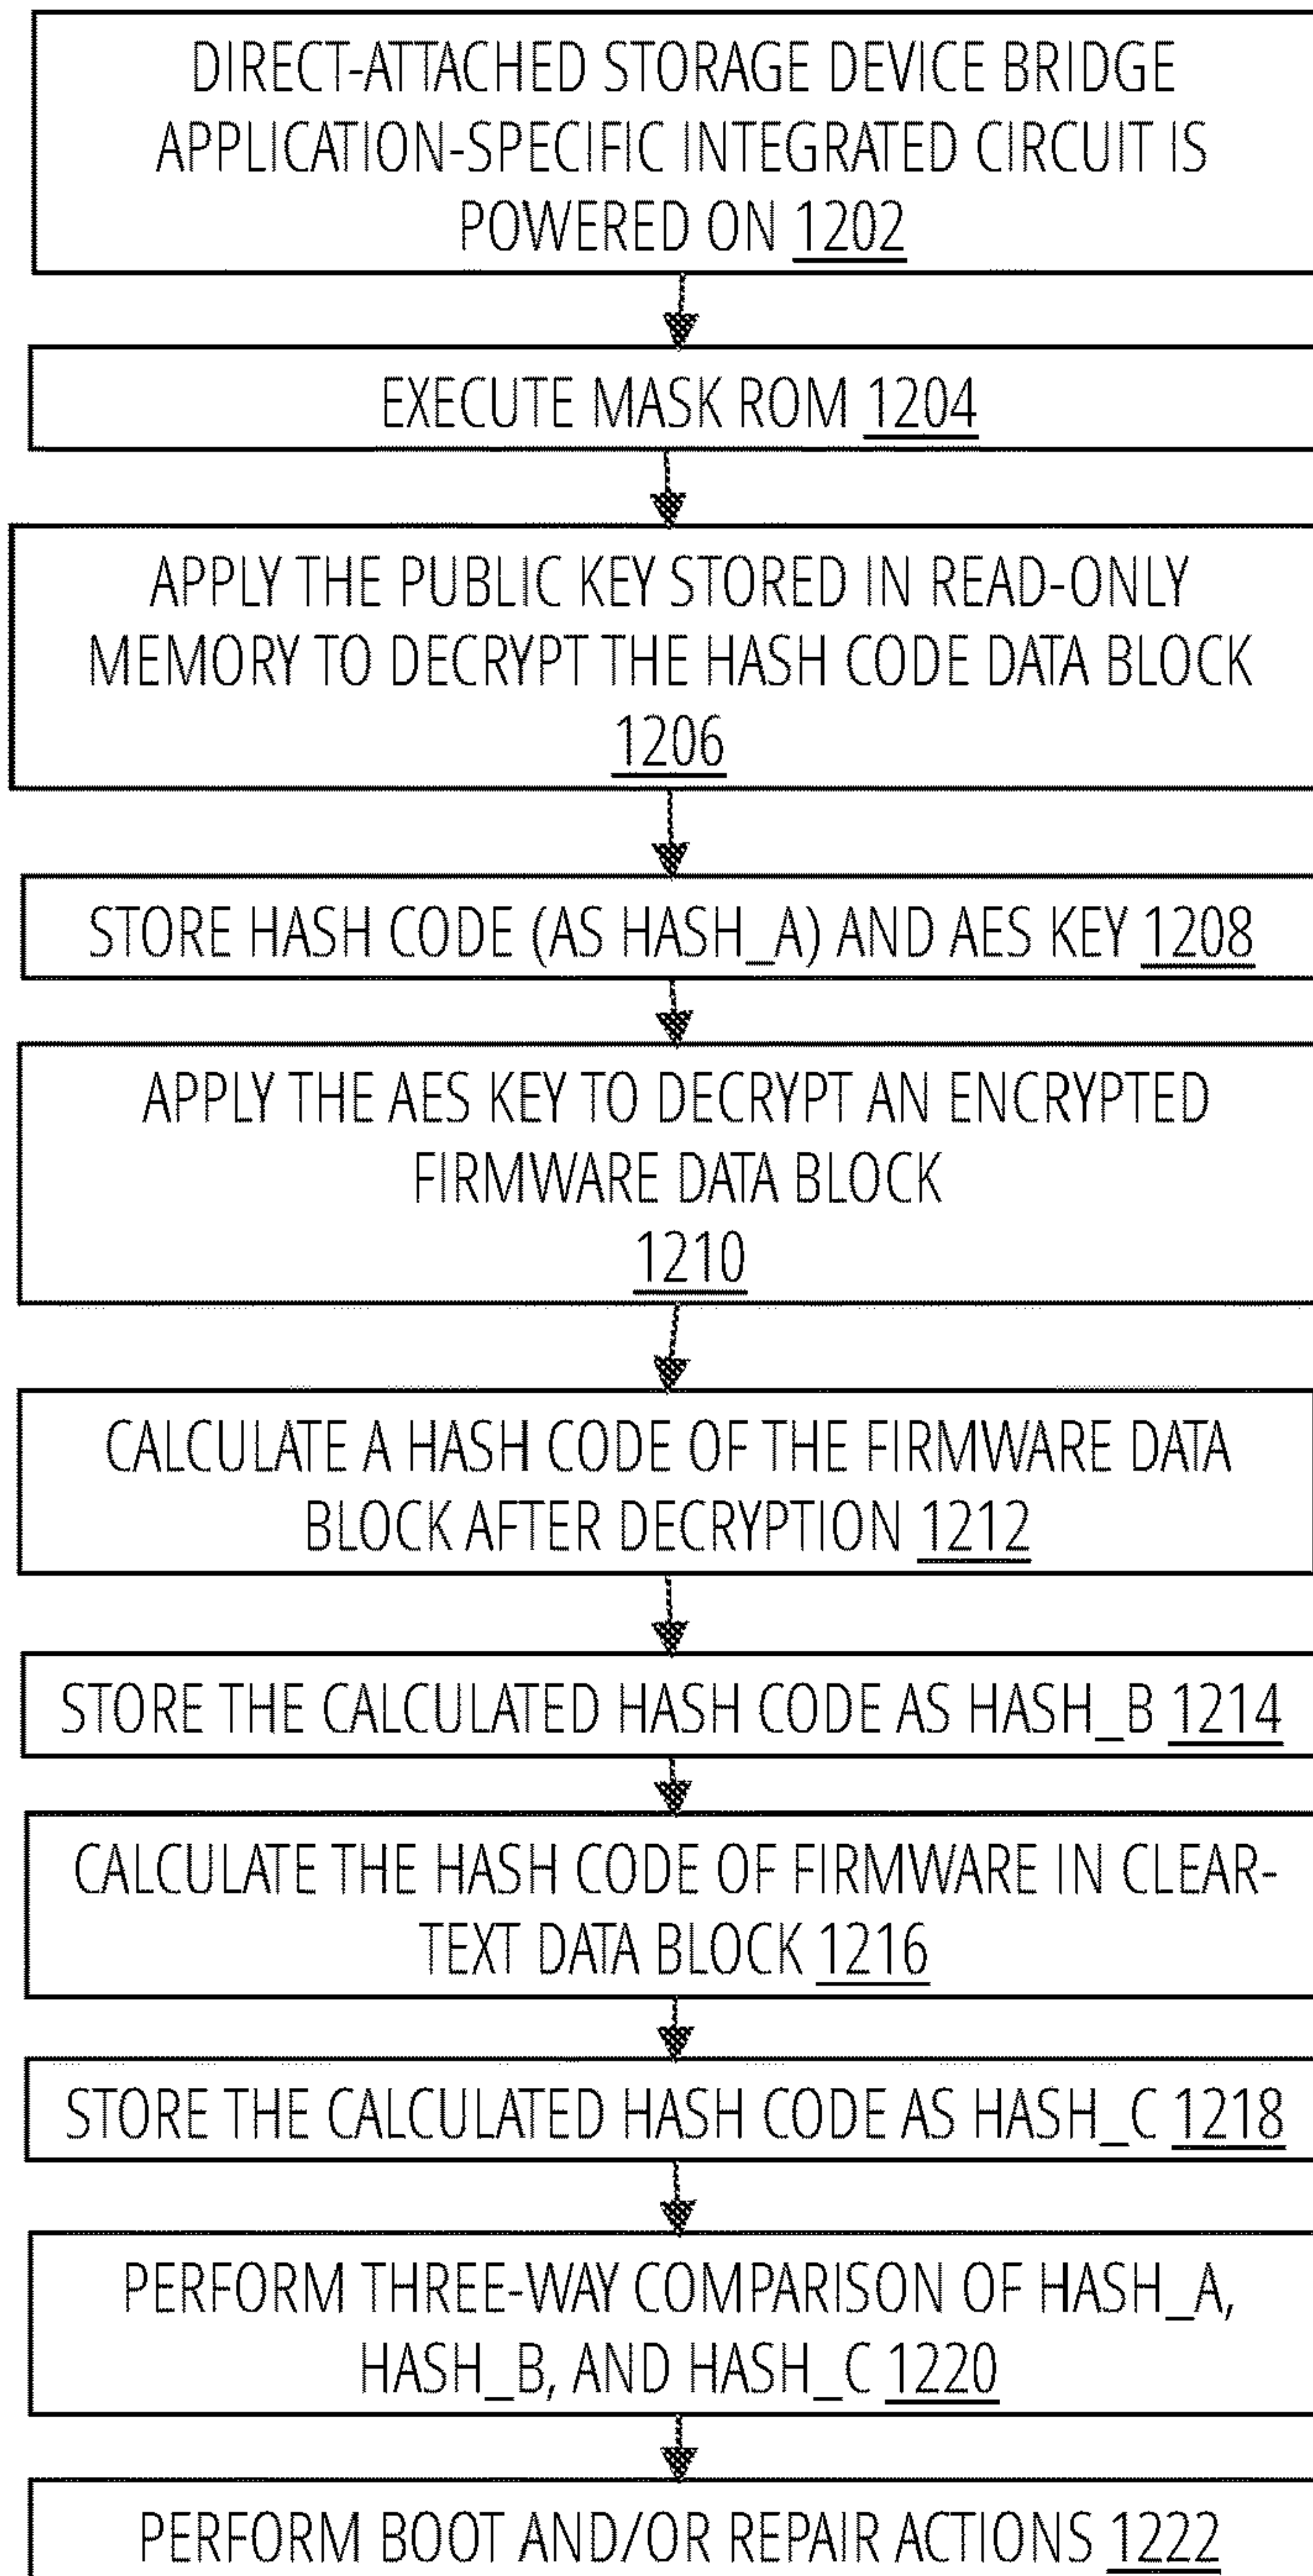 DIRECT-ATTACHED STORAGE DEVICE BRIDGE
APPLICATION-SPECIFIC INTEGRATED CIRCUIT IS
POWERED ON 1202
EXECUTE MASK ROM 1204
APPLY THE PUBLIC KEY STORED IN READ-ONLY
MEMORY TO DECRYPT THE HASH CODE DATA BLOCK
1206
STORE HASH CODE (AS HASH_A) AND AES KEY 1208
APPLY THE AES KEY TO DECRYPT AN ENCRYPTED
FIRMWARE DATA BLOCK
1210
CALCULATE A HASH CODE OF THE FIRMWARE DATA
BLOCK AFTER DECRYPTION 1212
STORE THE CALCULATED HASH CODE AS HASH_B 1214
CALCULATE THE HASH CODE OF FIRMWARE IN CLEAR-
TEXT DATA BLOCK 1216
STORE THE CALCULATED HASH CODE AS HASH_C 1218
PERFORM THREE-WAY COMPARISON OF HASH_A,
HASH_B, AND HASH_C 1220
PERFORM BOOT AND/OR REPAIR ACTIONS 1222